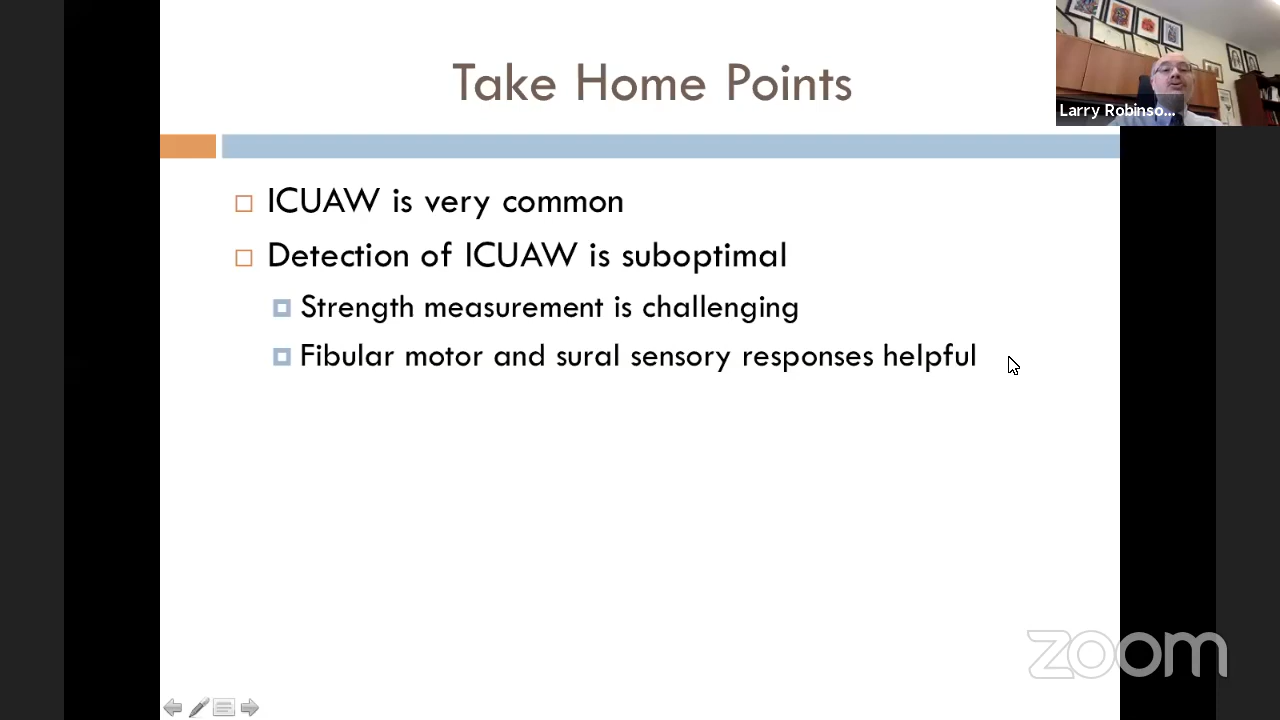 Take Home Points
Larry Robinso...
ICUAW is very common
Detection of ICUAW is suboptimal
Strength measurement is challenging
Fibular motor and sural sensory responses helpful
zoom